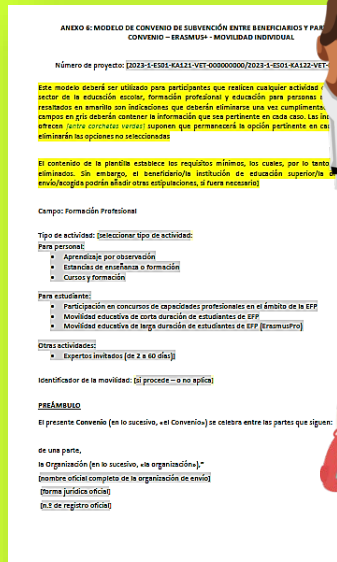 ANEXO 6: MODELO DE CONVENIO DE SUBVENCIÓN ENTRE BENEFICIARIOS Y PAR
CONVENIO – ERASMUS+ - MOVILIDAD INDIVIDUAL
Número de proyecto: [2023-1-ES01-KA121-VET-000000000/2023-1-ES01-KA122-VET-
Este modelo deberá ser utilizado para participantes que realicen cualquier actividad
sector de la educación escolar, formación profesional y educación para personas
resaltados en amarillo son indicaciones que deberán eliminarse una vez cumplimenta
campos en gris deberán contener la información que sea pertinente en cada caso. Las in
ofrecen [entre corchetes verdes] suponen que permanecerá la opción pertinente en ca
eliminarán las opciones no seleccionadas
El contenido de la plantilla establece los requisitos mínimos, los cuales, por lo tanto
eliminados. Sin embargo, el beneficiario/la institución de educación superior/la
envío/acogida podrán añadir otras estipulaciones, si fuera necesario]
Campo: Formación Profesional
Tipo de actividad: [seleccionar tipo de actividad:
Para personal:
• Aprendizaje por observación
• Estancias de enseñanza o formación
• Cursos y formación
Para estudiante:
• Participación en concursos de capacidades profesionales en el ámbito de la EFP
• Movilidad educativa de corta duración de estudiantes de EFP
• Movilidad educativa de larga duración de estudiantes de EFP (ErasmusPro)
Otras actividades:
• Expertos invitados (de 2 a 60 días)]
Identificador de la movilidad: [si procede – o no aplica]
PREÁMBULO
El presente Convenio (en lo sucesivo, «el Convenio») se celebra entre las partes que siguen:
de una parte,
la Organización (en lo sucesivo, «la organización»),"
[nombre oficial completo de la organización de envío]
[forma jurídica oficial]
[n.º de registro oficial]